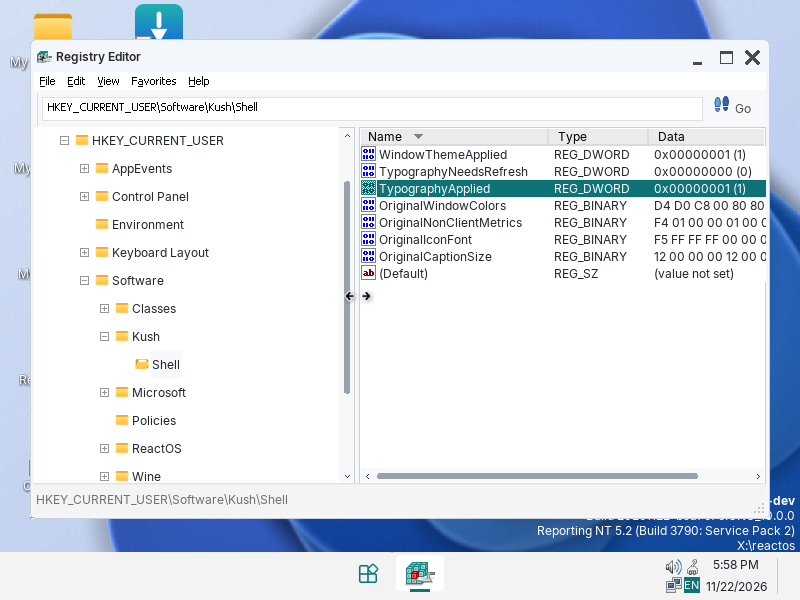 Registry Editor
File Edit View Favorites Help
HKEY_CURRENT_USER\Software\Kush\Shell
Go
HKEY_CURRENT_USER
AppEvents
Control Panel
Environment
Keyboard Layout
Software
Classes
Kush
Shell
Microsoft
Policies
ReactOS
Wine
Name Type Data
WindowThemeApplied REG_DWORD 0x00000001 (1)
TypographyNeedsRefresh REG_DWORD 0x00000000 (0)
TypographyApplied REG_DWORD 0x00000001 (1)
OriginalWindowColors REG_BINARY D4 D0 C8 00 80 80
OriginalNonClientMetrics REG_BINARY F4 01 00 00 01 00
OriginalIconFont REG_BINARY F5 FF FF FF 00 00
OriginalCaptionSize REG_BINARY 12 00 00 00 12 00
ab (Default) REG_SZ (value not set)
HKEY_CURRENT_USER\Software\Kush\Shell
My
My
-dev
Reporting NT 5.2 (Build 3790: Service Pack 2)
X:\reactos
5:58 PM
EN 11/22/2026